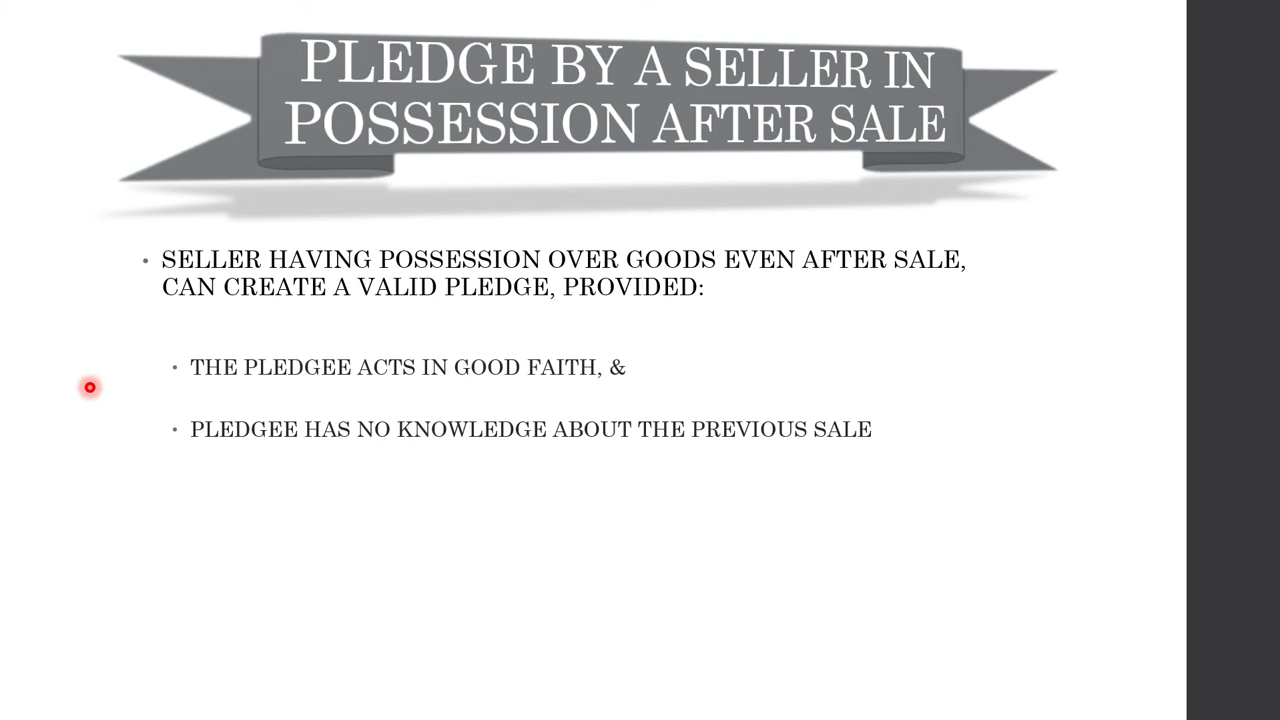 PLEDGE BY A SELLER IN
POSSESSION AFTER SALE
• SELLER HAVING POSSESSION OVER GOODS EVEN AFTER SALE,
CAN CREATE A VALID PLEDGE, PROVIDED:
• THE PLEDGEE ACTS IN GOOD FAITH, &
• PLEDGEE HAS NO KNOWLEDGE ABOUT THE PREVIOUS SALE